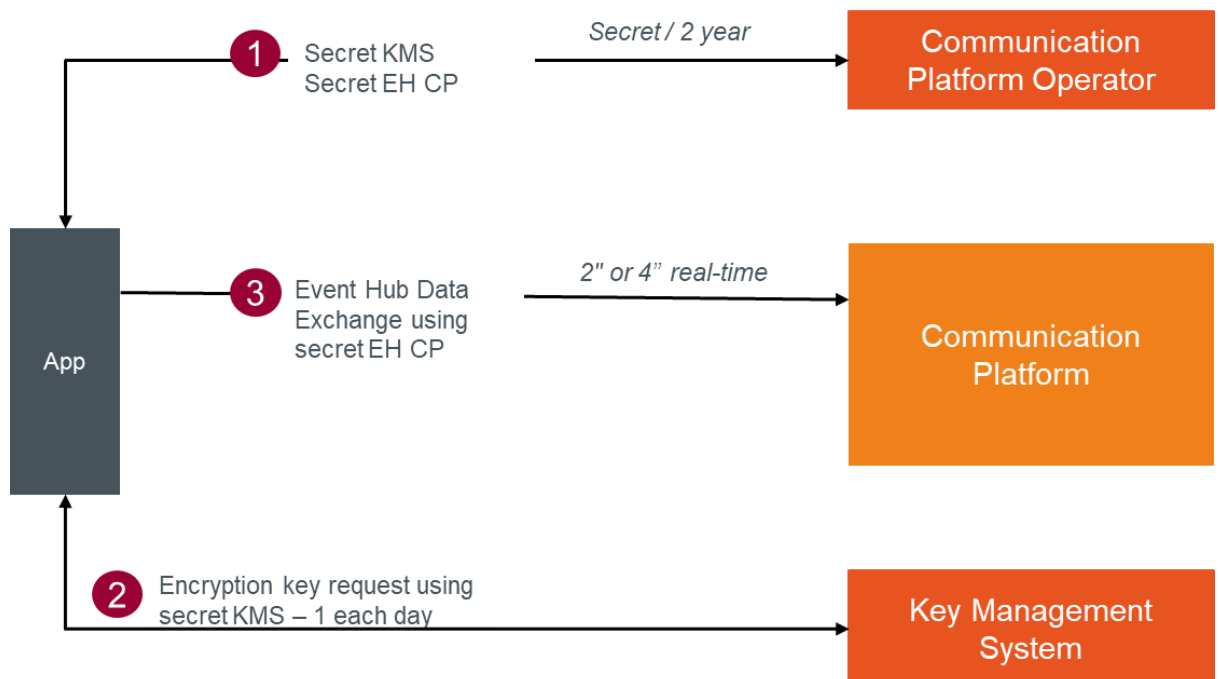 1
Secret KMS
Secret EH CP
Secret / 2 year
Communication
Platform Operator
App
3
Event Hub Data
Exchange using
secret EH CP
2" or 4” real-time
Communication
Platform
2
Encryption key request using
secret KMS – 1 each day
Key Management
System